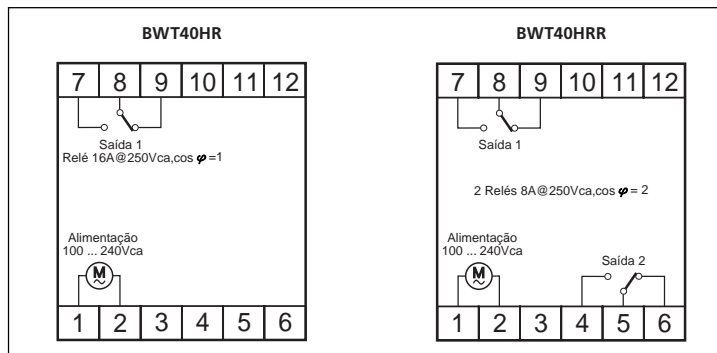 BWT40HR
7 8 9 10 11 12
Saída 1
Relé 16A@250Vca,cos φ =1
Alimentação
100 ... 240Vca
M
~
1 2 3 4 5 6
BWT40HRR
7 8 9 10 11 12
Saída 1
2 Relés 8A@250Vca,cos φ = 2
Alimentação
100 ... 240Vca
M
~
Saída 2
1 2 3 4 5 6